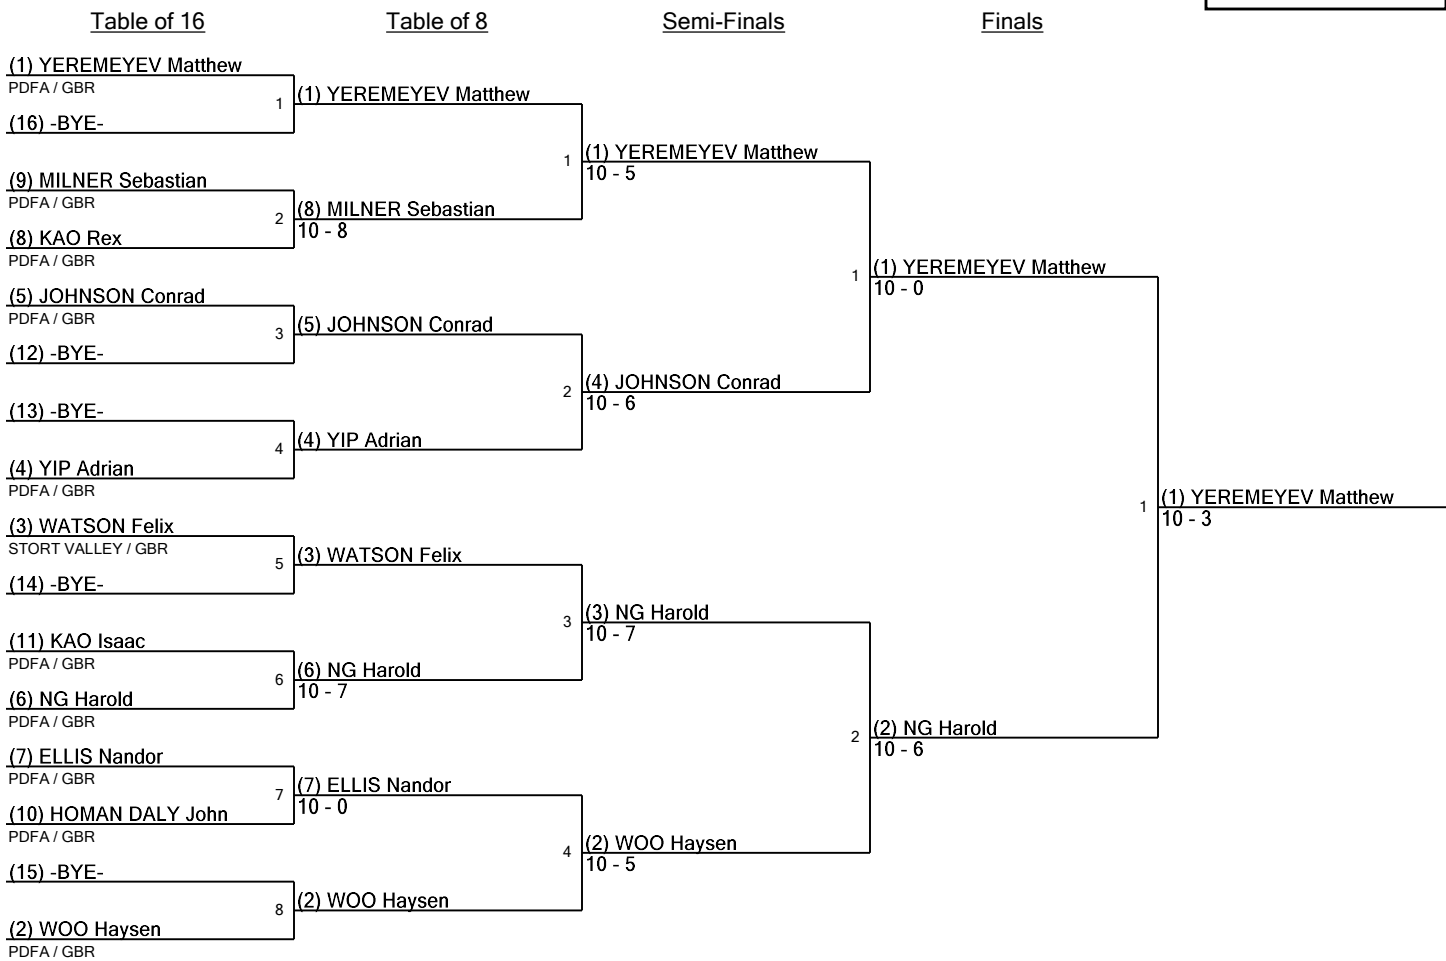 Table of 16
Table of 8
Semi-Finals
Finals
(1) YEREMEYEV Matthew
PDFA / GBR
1
(16) -BYE-
(9) MILNER Sebastian
PDFA / GBR
2
(8) KAO Rex
PDFA / GBR
(5) JOHNSON Conrad
PDFA / GBR
3
(12) -BYE-
(13) -BYE-
4
(4) YIP Adrian
PDFA / GBR
(3) WATSON Felix
STORT VALLEY / GBR
5
(14) -BYE-
(11) KAO Isaac
PDFA / GBR
6
(6) NG Harold
PDFA / GBR
(7) ELLIS Nandor
PDFA / GBR
7
(10) HOMAN DALY John
PDFA / GBR
(15) -BYE-
8
(2) WOO Haysen
PDFA / GBR
(1) YEREMEYEV Matthew
1
(8) MILNER Sebastian
10 - 8
(5) JOHNSON Conrad
2
(4) YIP Adrian
(3) WATSON Felix
3
(6) NG Harold
10 - 7
(7) ELLIS Nandor
10 - 0
4
(2) WOO Haysen
(1) YEREMEYEV Matthew
10 - 5
1
(4) JOHNSON Conrad
10 - 6
(3) NG Harold
10 - 7
2
(2) WOO Haysen
10 - 5
(1) YEREMEYEV Matthew
10 - 0
1
(2) NG Harold
10 - 6
(1) YEREMEYEV Matthew
10 - 3